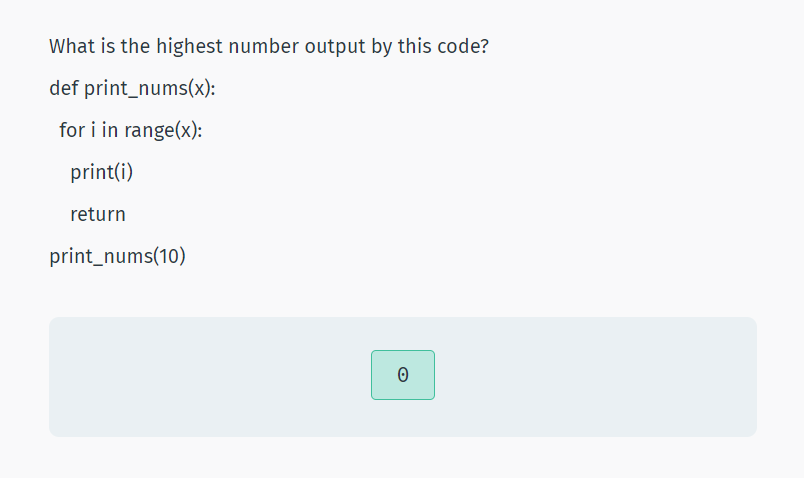 What is the highest number output by this code?
def print_nums(x):
for i in range(x):
print(i)
return
print_nums(10)
0